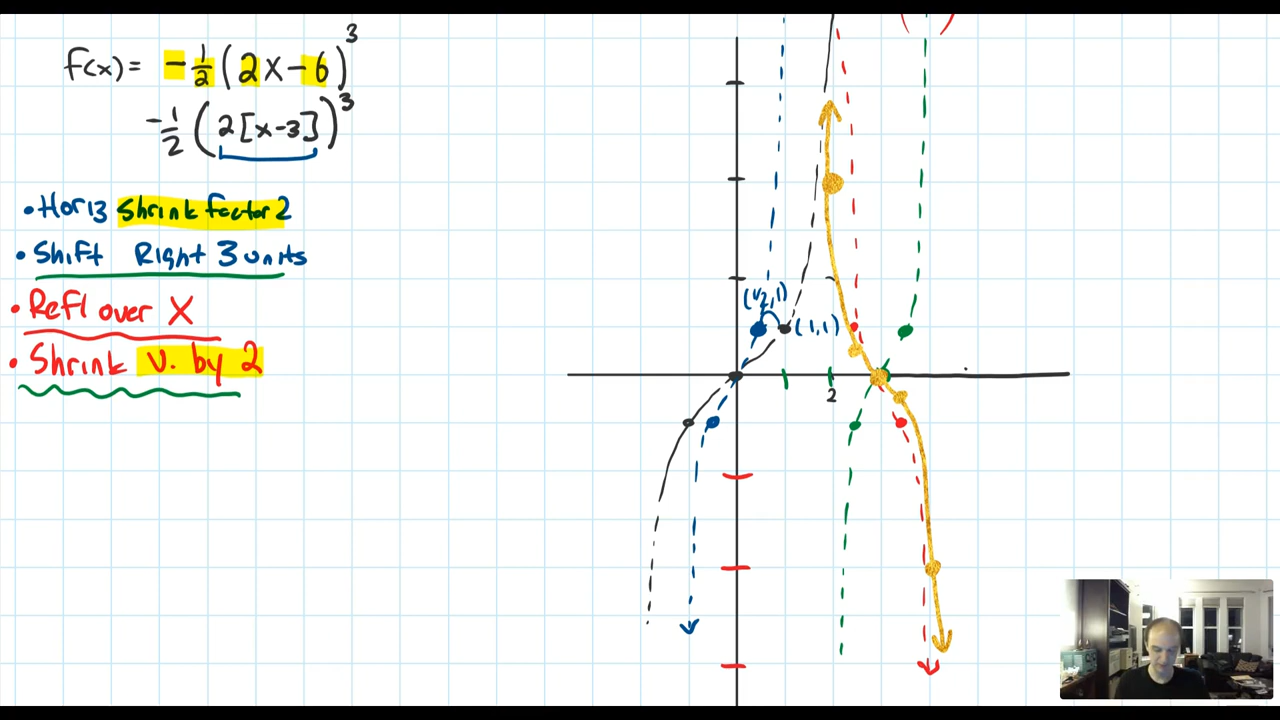 f(x) = -1/2 (2x-6)^3
-1/2 (2[x-3])^3
• Horiz Shrink factor 2
• Shift Right 3 units
• Refl over X
• Shrink v. by 2
(1/2,1)
(1,1)
2